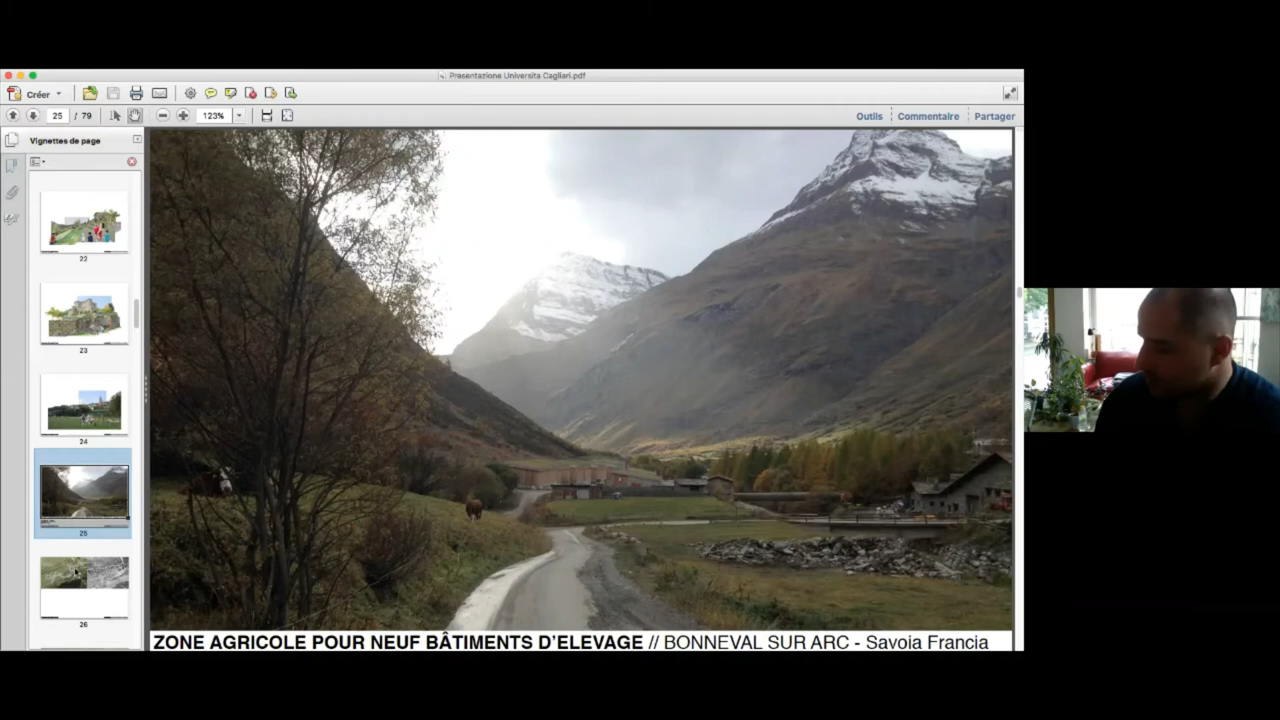 Presentazione Universita Cagliari.pdf
Créer
25 / 79
123%
Outils
Commentaire
Partager
Vignettes de page
22
23
24
25
26
ZONE AGRICOLE POUR NEUF BÂTIMENTS D'ELEVAGE // BONNEVAL SUR ARC - Savoia Francia